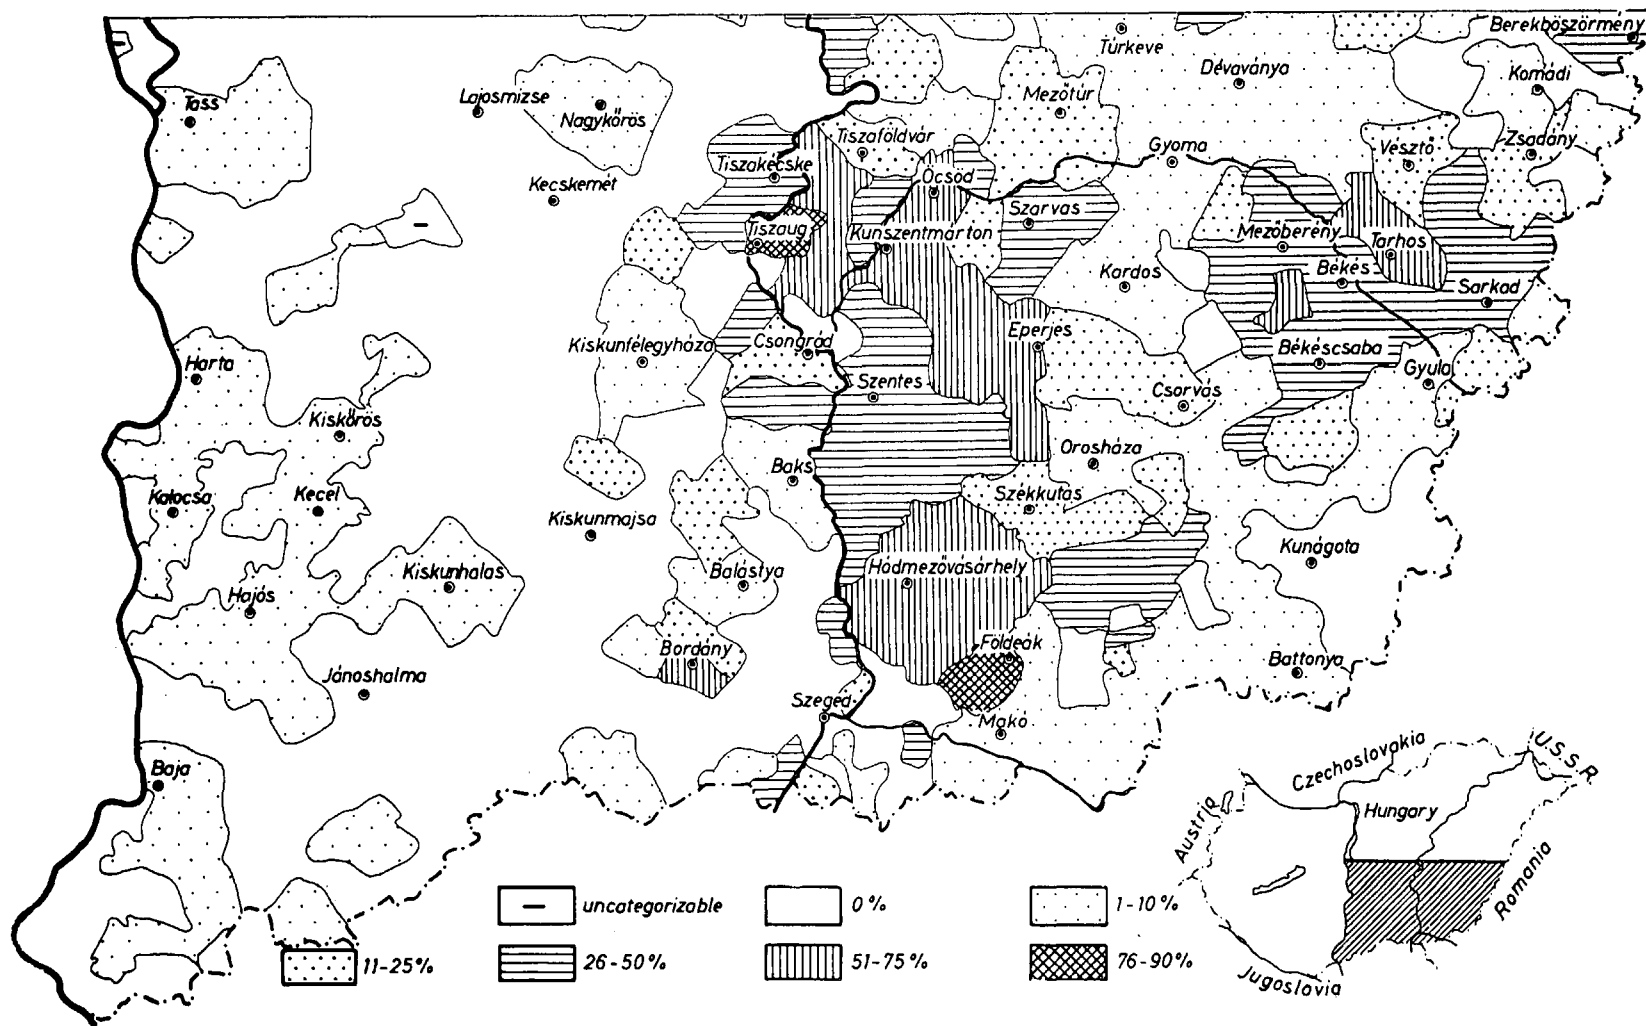 Berekböszörmény
Túrkeve
Dévaványa
Komádi
Tass
Lajosmizse
Nagykőrös
Mezőtúr
Tiszaföldvár
Gyoma
Vésztő
Zsadány
Tiszakécske
Kecskemét
Öcsöd
Szarvas
Tiszaug
Kunszentmárton
Mezőberény
Tarhos
Kardos
Békés
Sarkad
Kiskunfélegyháza
Csongrád
Eperjes
Békéscsaba
Harta
Szentes
Csorvás
Gyula
Kiskőrös
Orosháza
Baks
Kalocsa
Kecel
Székkutas
Kiskunmajsa
Kunágota
Kiskunhalas
Balástya
Hódmezővásárhely
Hajós
Bordány
Földeák
Battonya
Jánoshalma
Szeged
Makó
Baja
Czechoslovakia
U.S.S.R.
Austria
Hungary
Romania
Jugoslovia
– uncategorizable
0%
1-10%
11-25%
26-50%
51-75%
76-90%